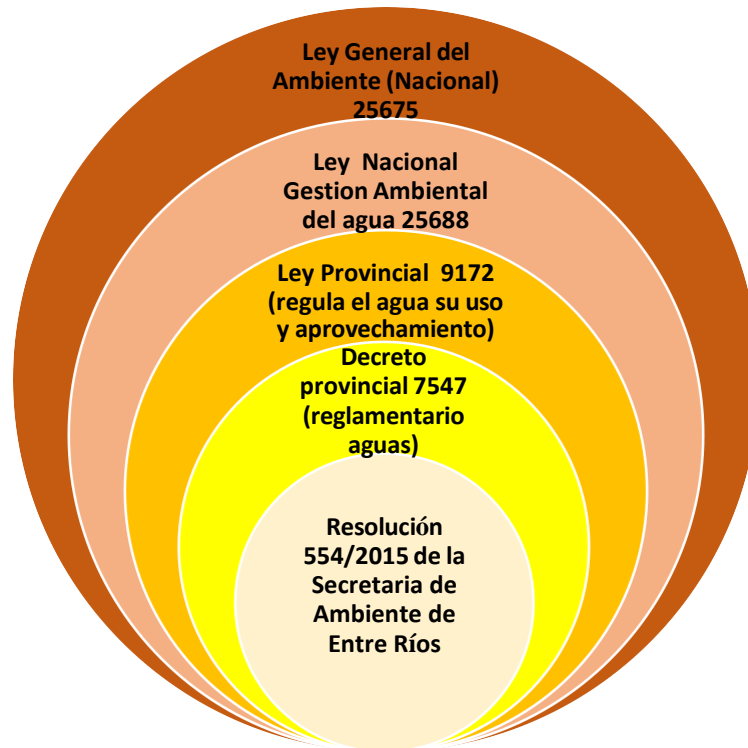 Ley General del
Ambiente (Nacional)
25675
Ley Nacional
Gestion Ambiental
del agua 25688
Ley Provincial 9172
(regula el agua su uso
y aprovechamiento)
Decreto
provincial 7547
(reglamentario
aguas)
Resolución
554/2015 de la
Secretaria de
Ambiente de
Entre Ríos